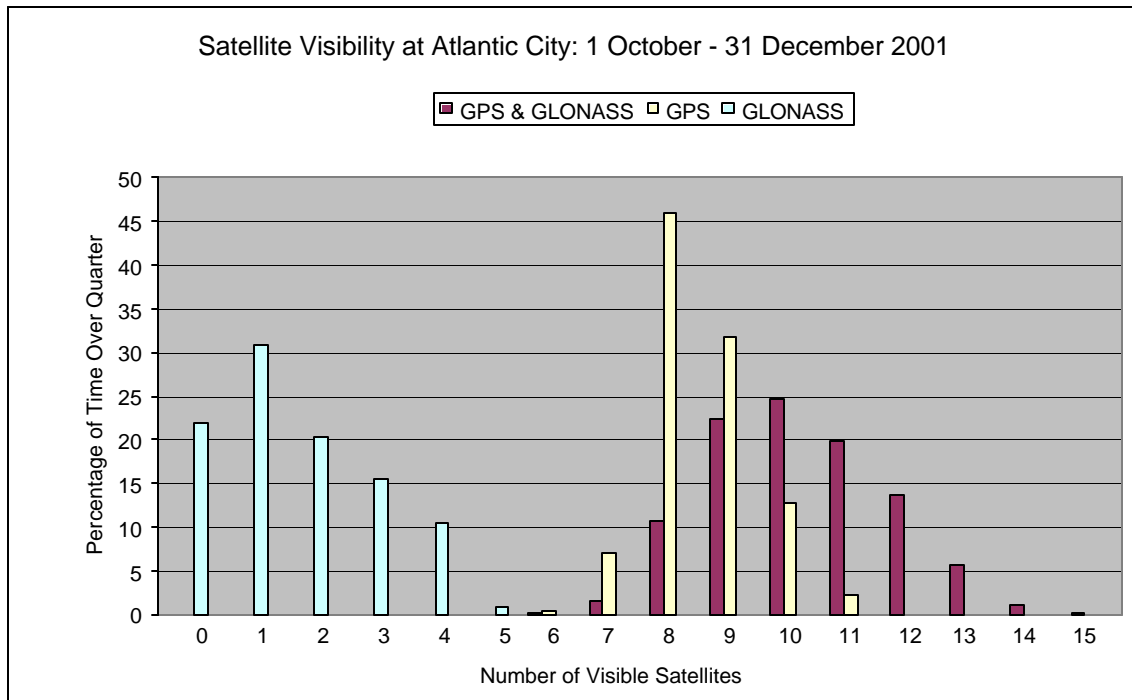 Satellite Visibility at Atlantic City: 1 October - 31 December 2001
GPS & GLONASS GPS GLONASS
50
45
40
35
30
25
20
15
10
5
0
Percentage of Time Over Quarter
0 1 2 3 4 5 6 7 8 9 10 11 12 13 14 15
Number of Visible Satellites